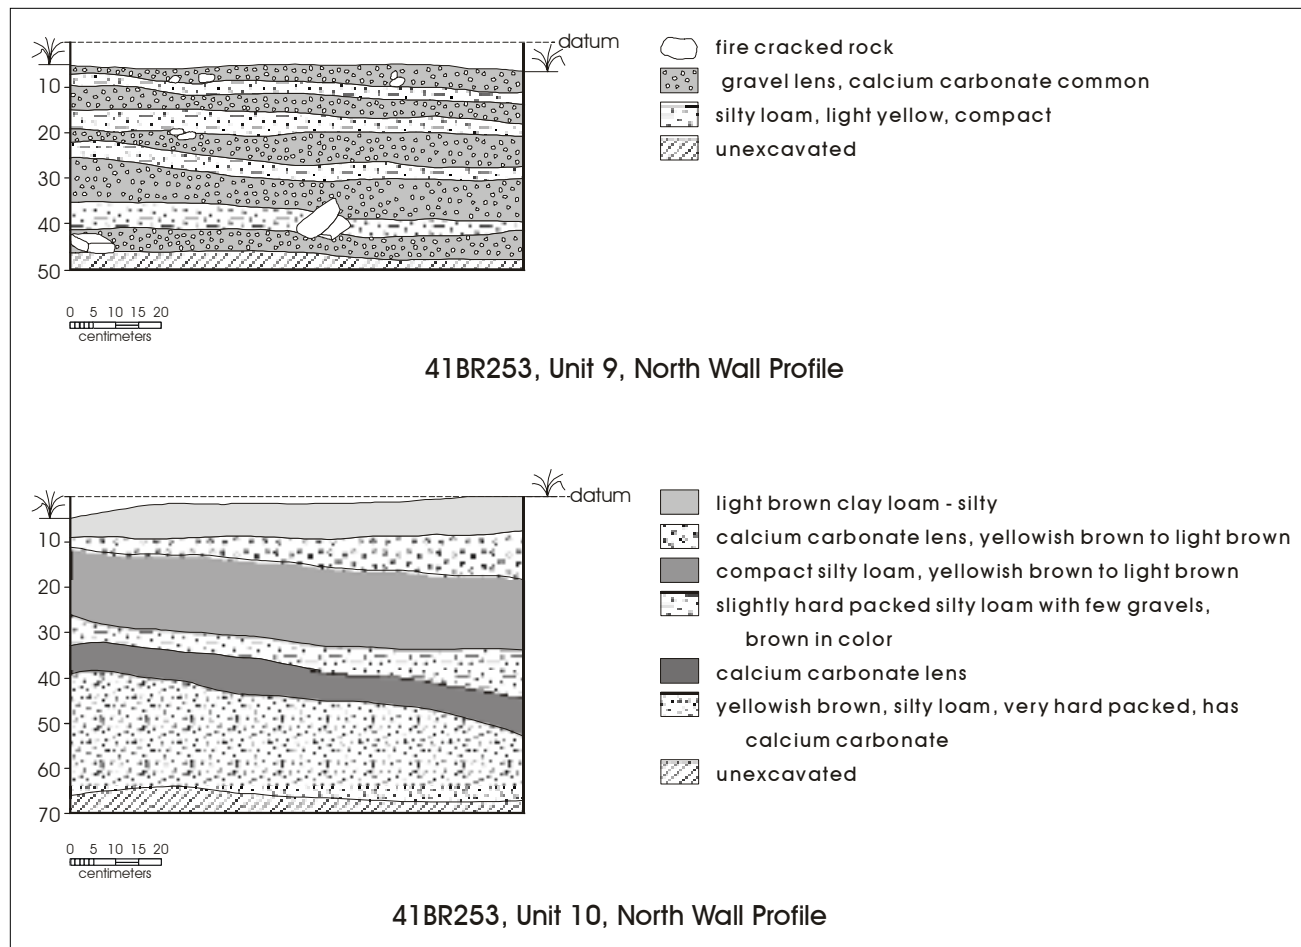 datum
10
20
30
40
50
0 5 10 15 20
centimeters
fire cracked rock
gravel lens, calcium carbonate common
silty loam, light yellow, compact
unexcavated
41BR253, Unit 9, North Wall Profile
datum
10
20
30
40
50
60
70
0 5 10 15 20
centimeters
light brown clay loam - silty
calcium carbonate lens, yellowish brown to light brown
compact silty loam, yellowish brown to light brown
slightly hard packed silty loam with few gravels,
brown in color
calcium carbonate lens
yellowish brown, silty loam, very hard packed, has
calcium carbonate
unexcavated
41BR253, Unit 10, North Wall Profile